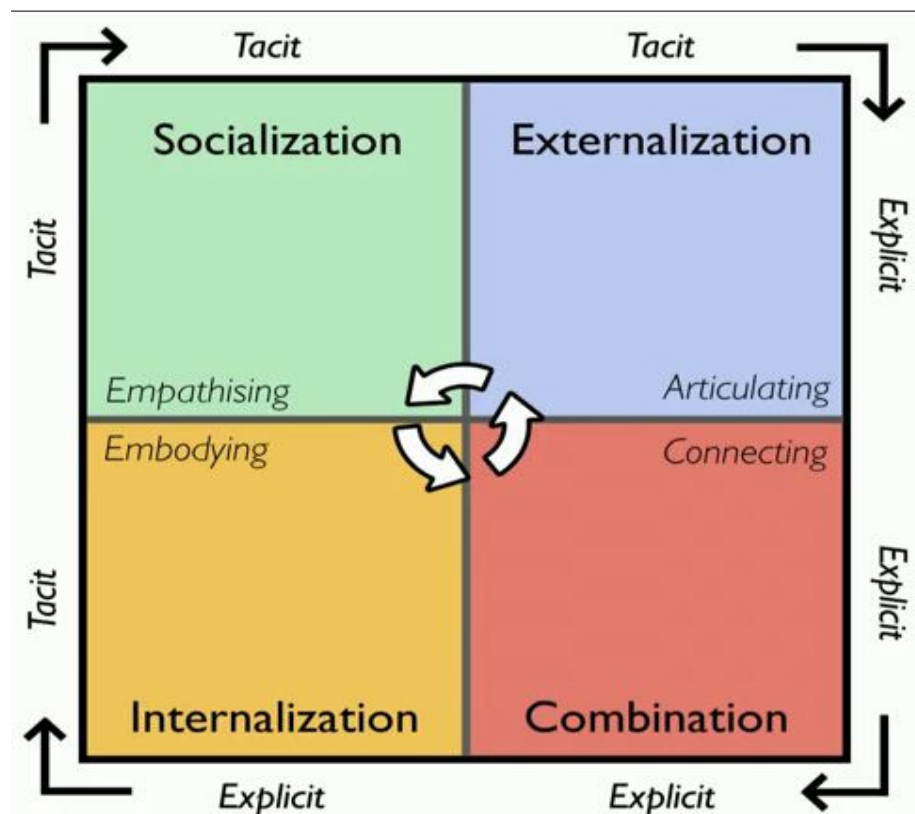 Tacit
Tacit
Socialization
Externalization
Tacit
Explicit
Empathising
Articulating
Embodying
Connecting
Tacit
Explicit
Internalization
Combination
Explicit
Explicit